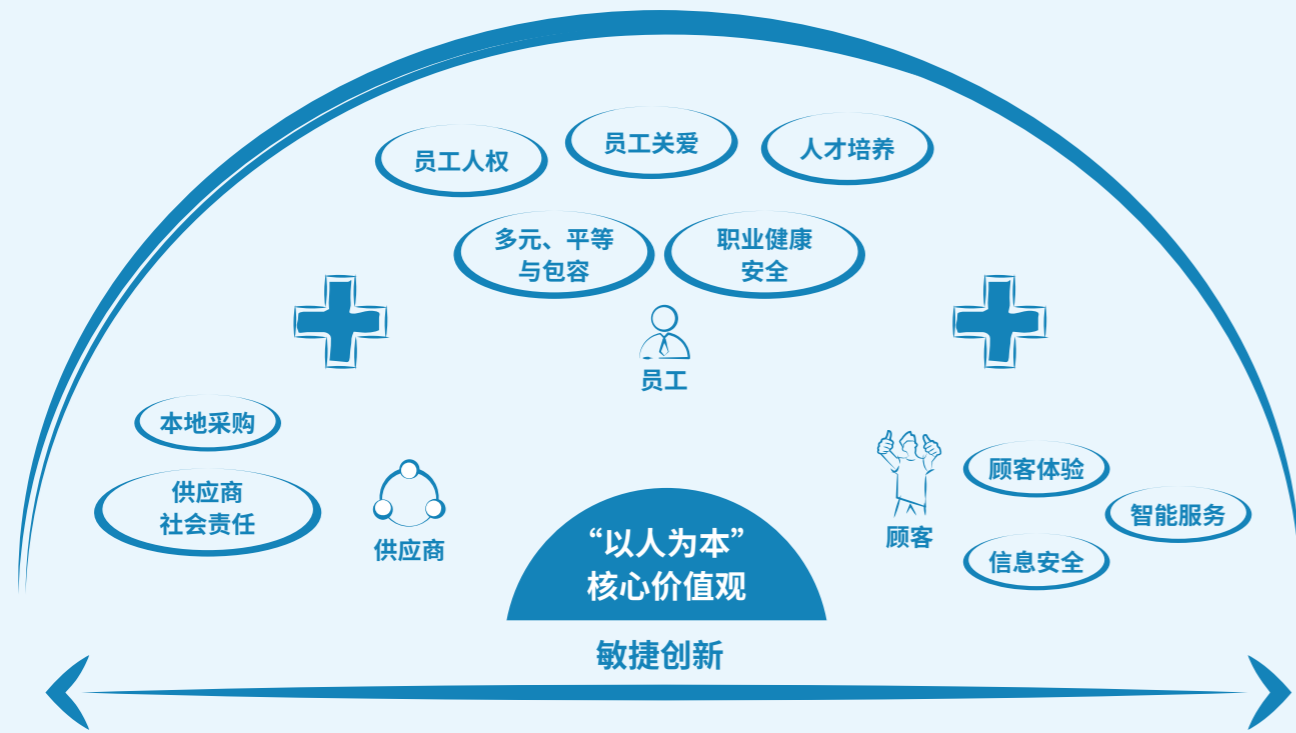 员工人权
员工关爱
人才培养
多元、平等
与包容
职业健康
安全
员工
本地采购
供应商
社会责任
供应商
顾客
顾客体验
智能服务
信息安全
“以人为本”
核心价值观
敏捷创新